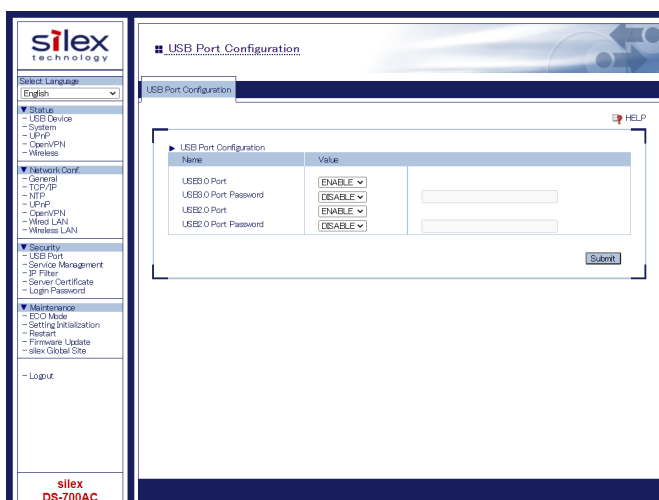 silex
technology
Select Language
English
▼ Status
- USB Device
- System
- UPnP
- OpenVPN
- Wireless
▼ Network Conf.
- General
- TCP/IP
- NTP
- UPnP
- OpenVPN
- Wired LAN
- Wireless LAN
▼ Security
- USB Port
- Service Management
- IP Filter
- Server Certificate
- Login Password
▼ Maintenance
- ECO Mode
- Setting Initialization
- Restart
- Firmware Update
- silex Global Site
- Logout
silex
DS-700AC
USB Port Configuration
USB Port Configuration
HELP
USB Port Configuration
Name Value
USB3.0 Port ENABLE
USB3.0 Port Password DISABLE
USB2.0 Port ENABLE
USB2.0 Port Password DISABLE
Submit